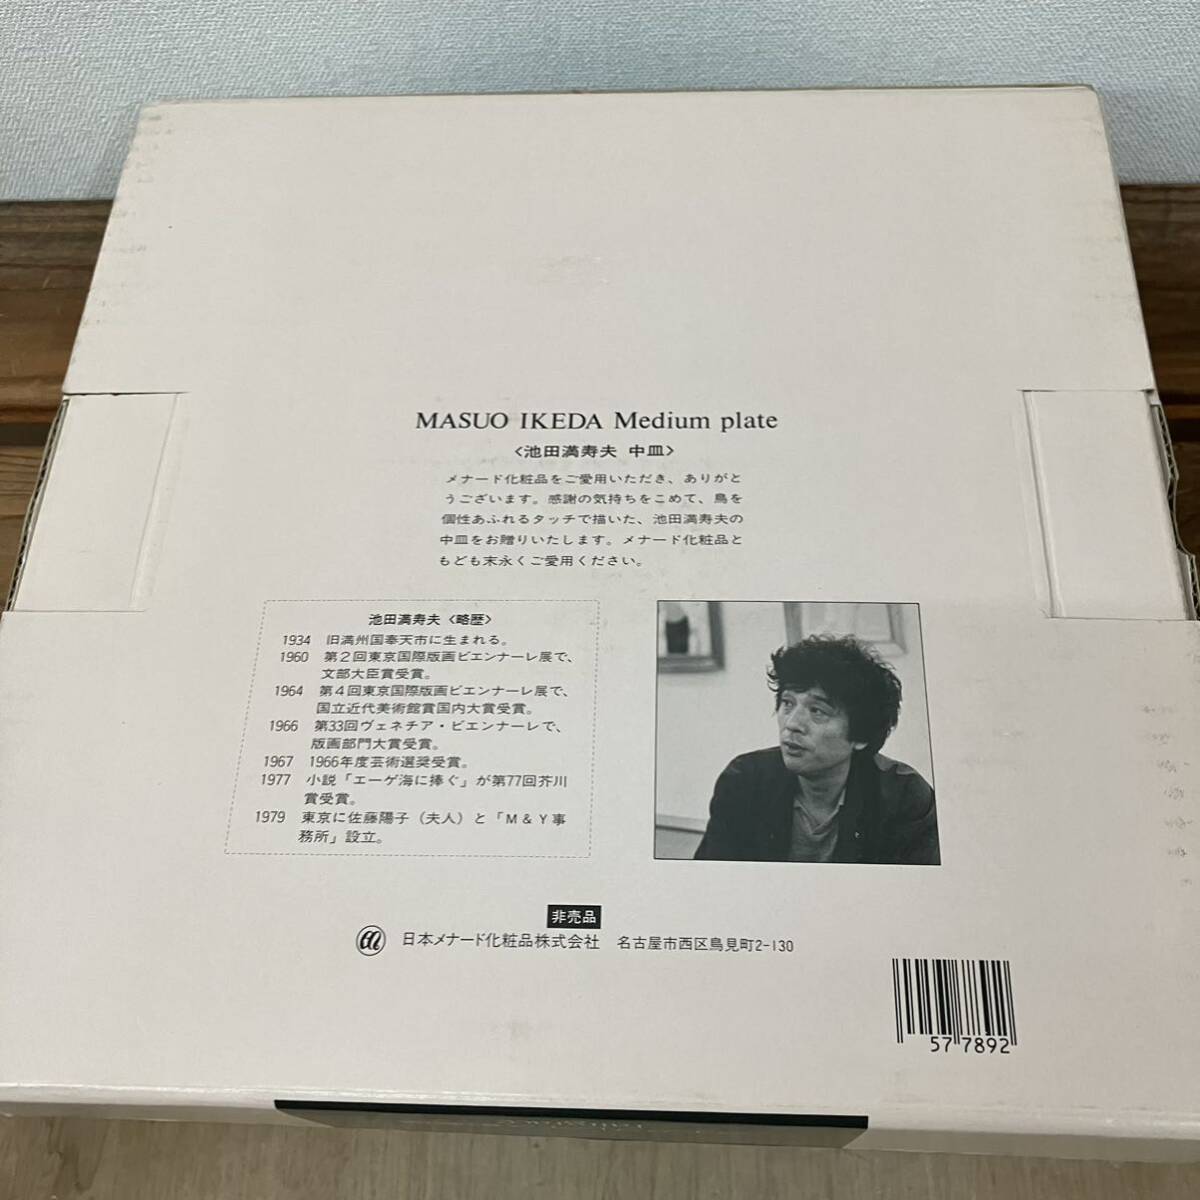 MASUO IKEDA Medium plate
〈池田満寿夫 中皿〉
メナード化粧品をご愛用いただき、ありがと
うございます。感謝の気持ちをこめて、鳥を
個性あふれるタッチで描いた、池田満寿夫の
中皿をお贈りいたします。メナード化粧品と
もども末永くご愛用ください。
池田満寿夫〈略歴〉
1934 旧満州国奉天市に生まれる。
1960 第2回東京国際版画ビエンナーレ展で、
文部大臣賞受賞。
1964 第4回東京国際版画ビエンナーレ展で、
国立近代美術館賞国内大賞受賞。
1966 第33回ヴェネチア・ビエンナーレで、
版画部門大賞受賞。
1967 1966年度芸術選奨受賞。
1977 小説「エーゲ海に捧ぐ」が第77回芥川
賞受賞。
1979 東京に佐藤陽子(夫人)と「M&Y事
務所」設立。
非売品
日本メナード化粧品株式会社 名古屋市西区鳥見町2-130
57 7892